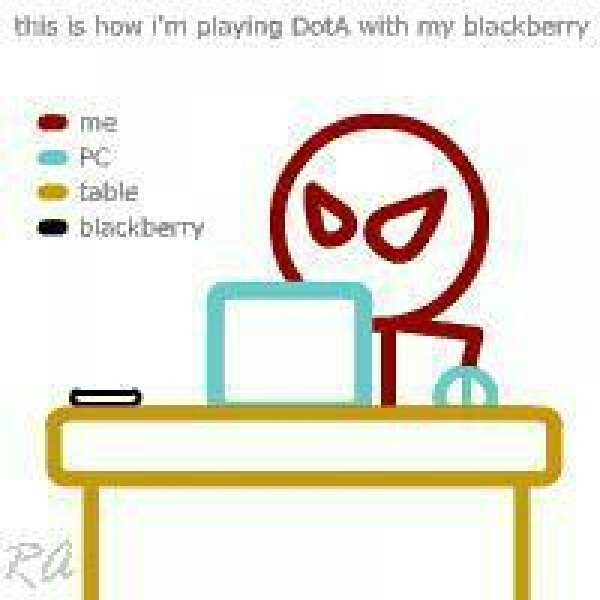 this is how i'm playing DotA with my blackberry
me
PC
table
blackberry
RA